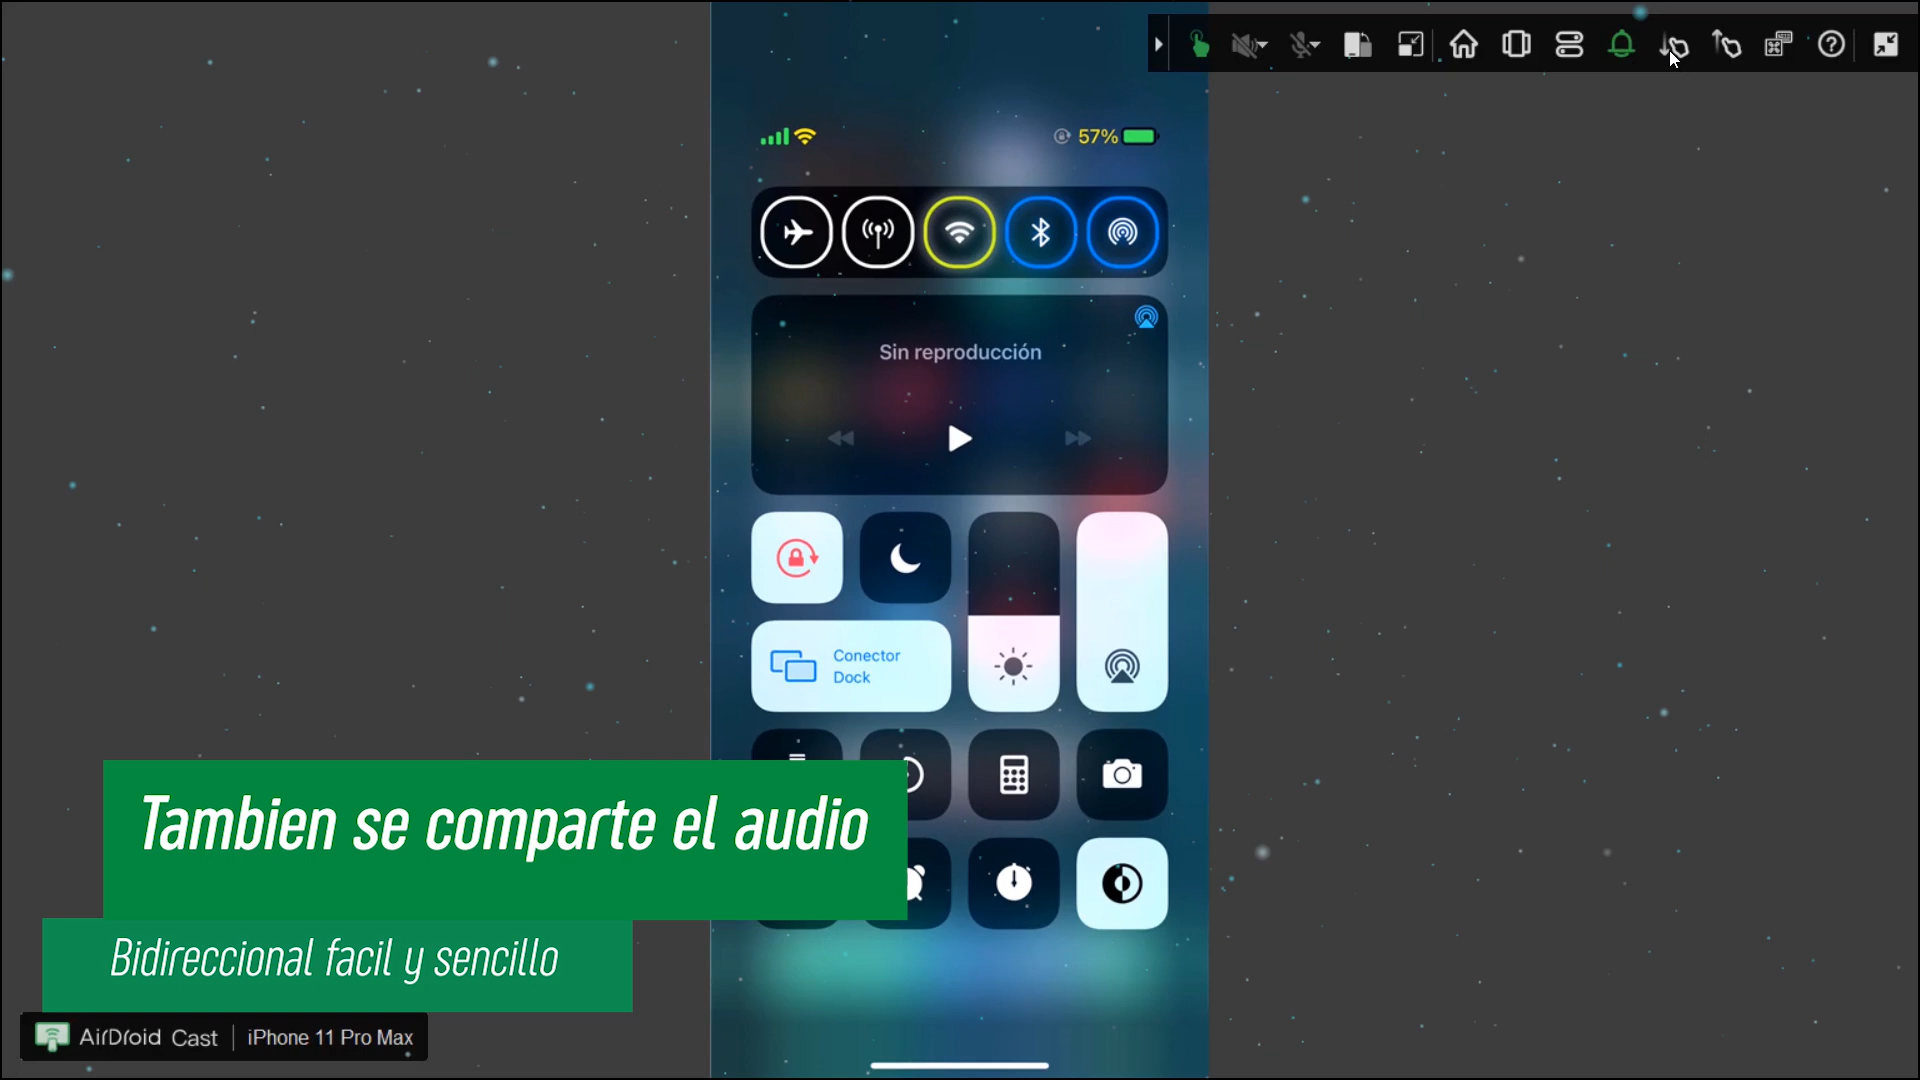 57%
Sin reproducción
Conector
Dock
Tambien se comparte el audio
Bidireccional facil y sencillo
AirDroid Cast | iPhone 11 Pro Max